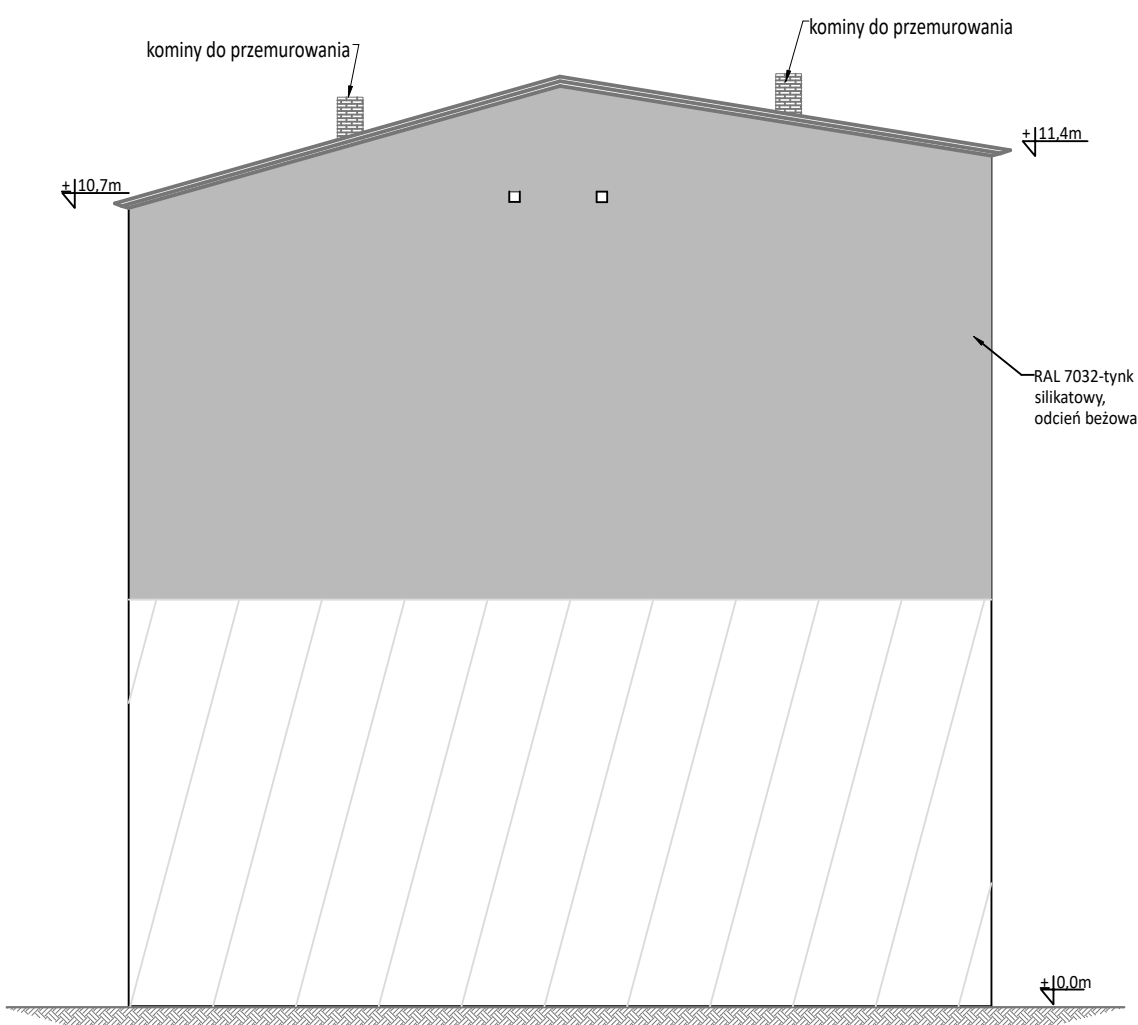 kominy do przemurowania
kominy do przemurowania
+ 11,4m
+ 10,7m
RAL 7032-tynk
silikatowy,
odcień beżowa
+ 0,0m